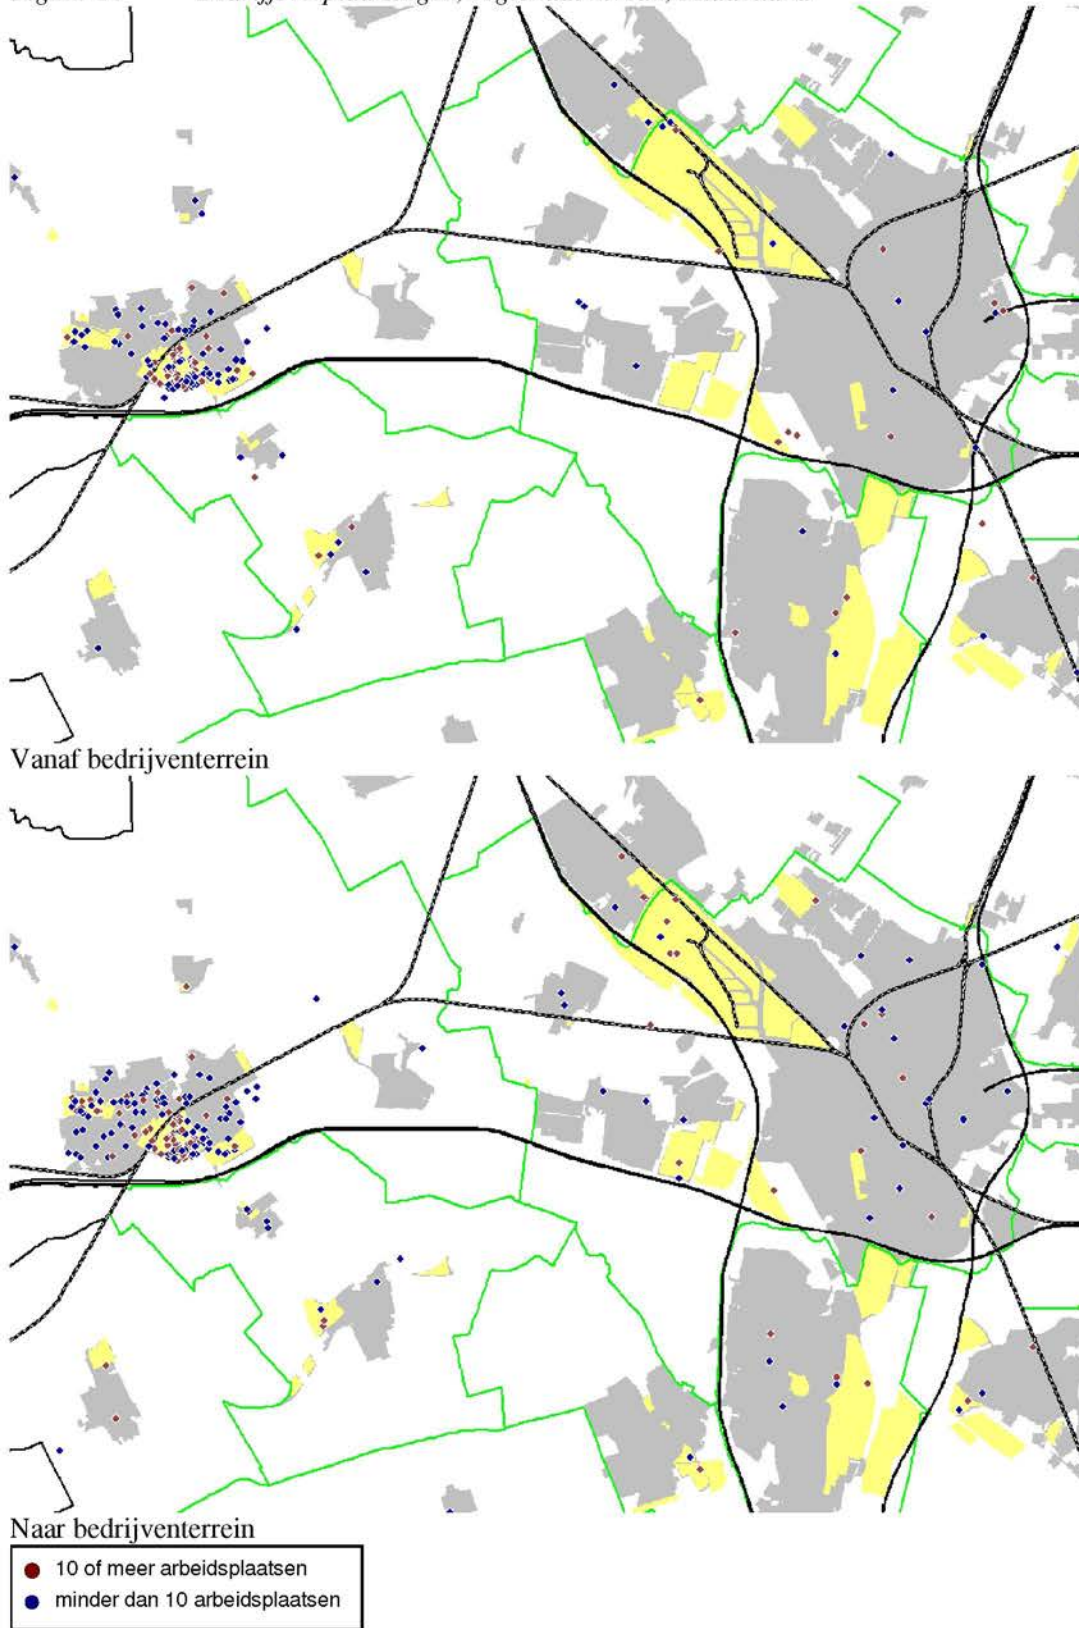 Vanaf bedrijventerrein
Naar bedrijventerrein
10 of meer arbeidsplaatsen
minder dan 10 arbeidsplaatsen